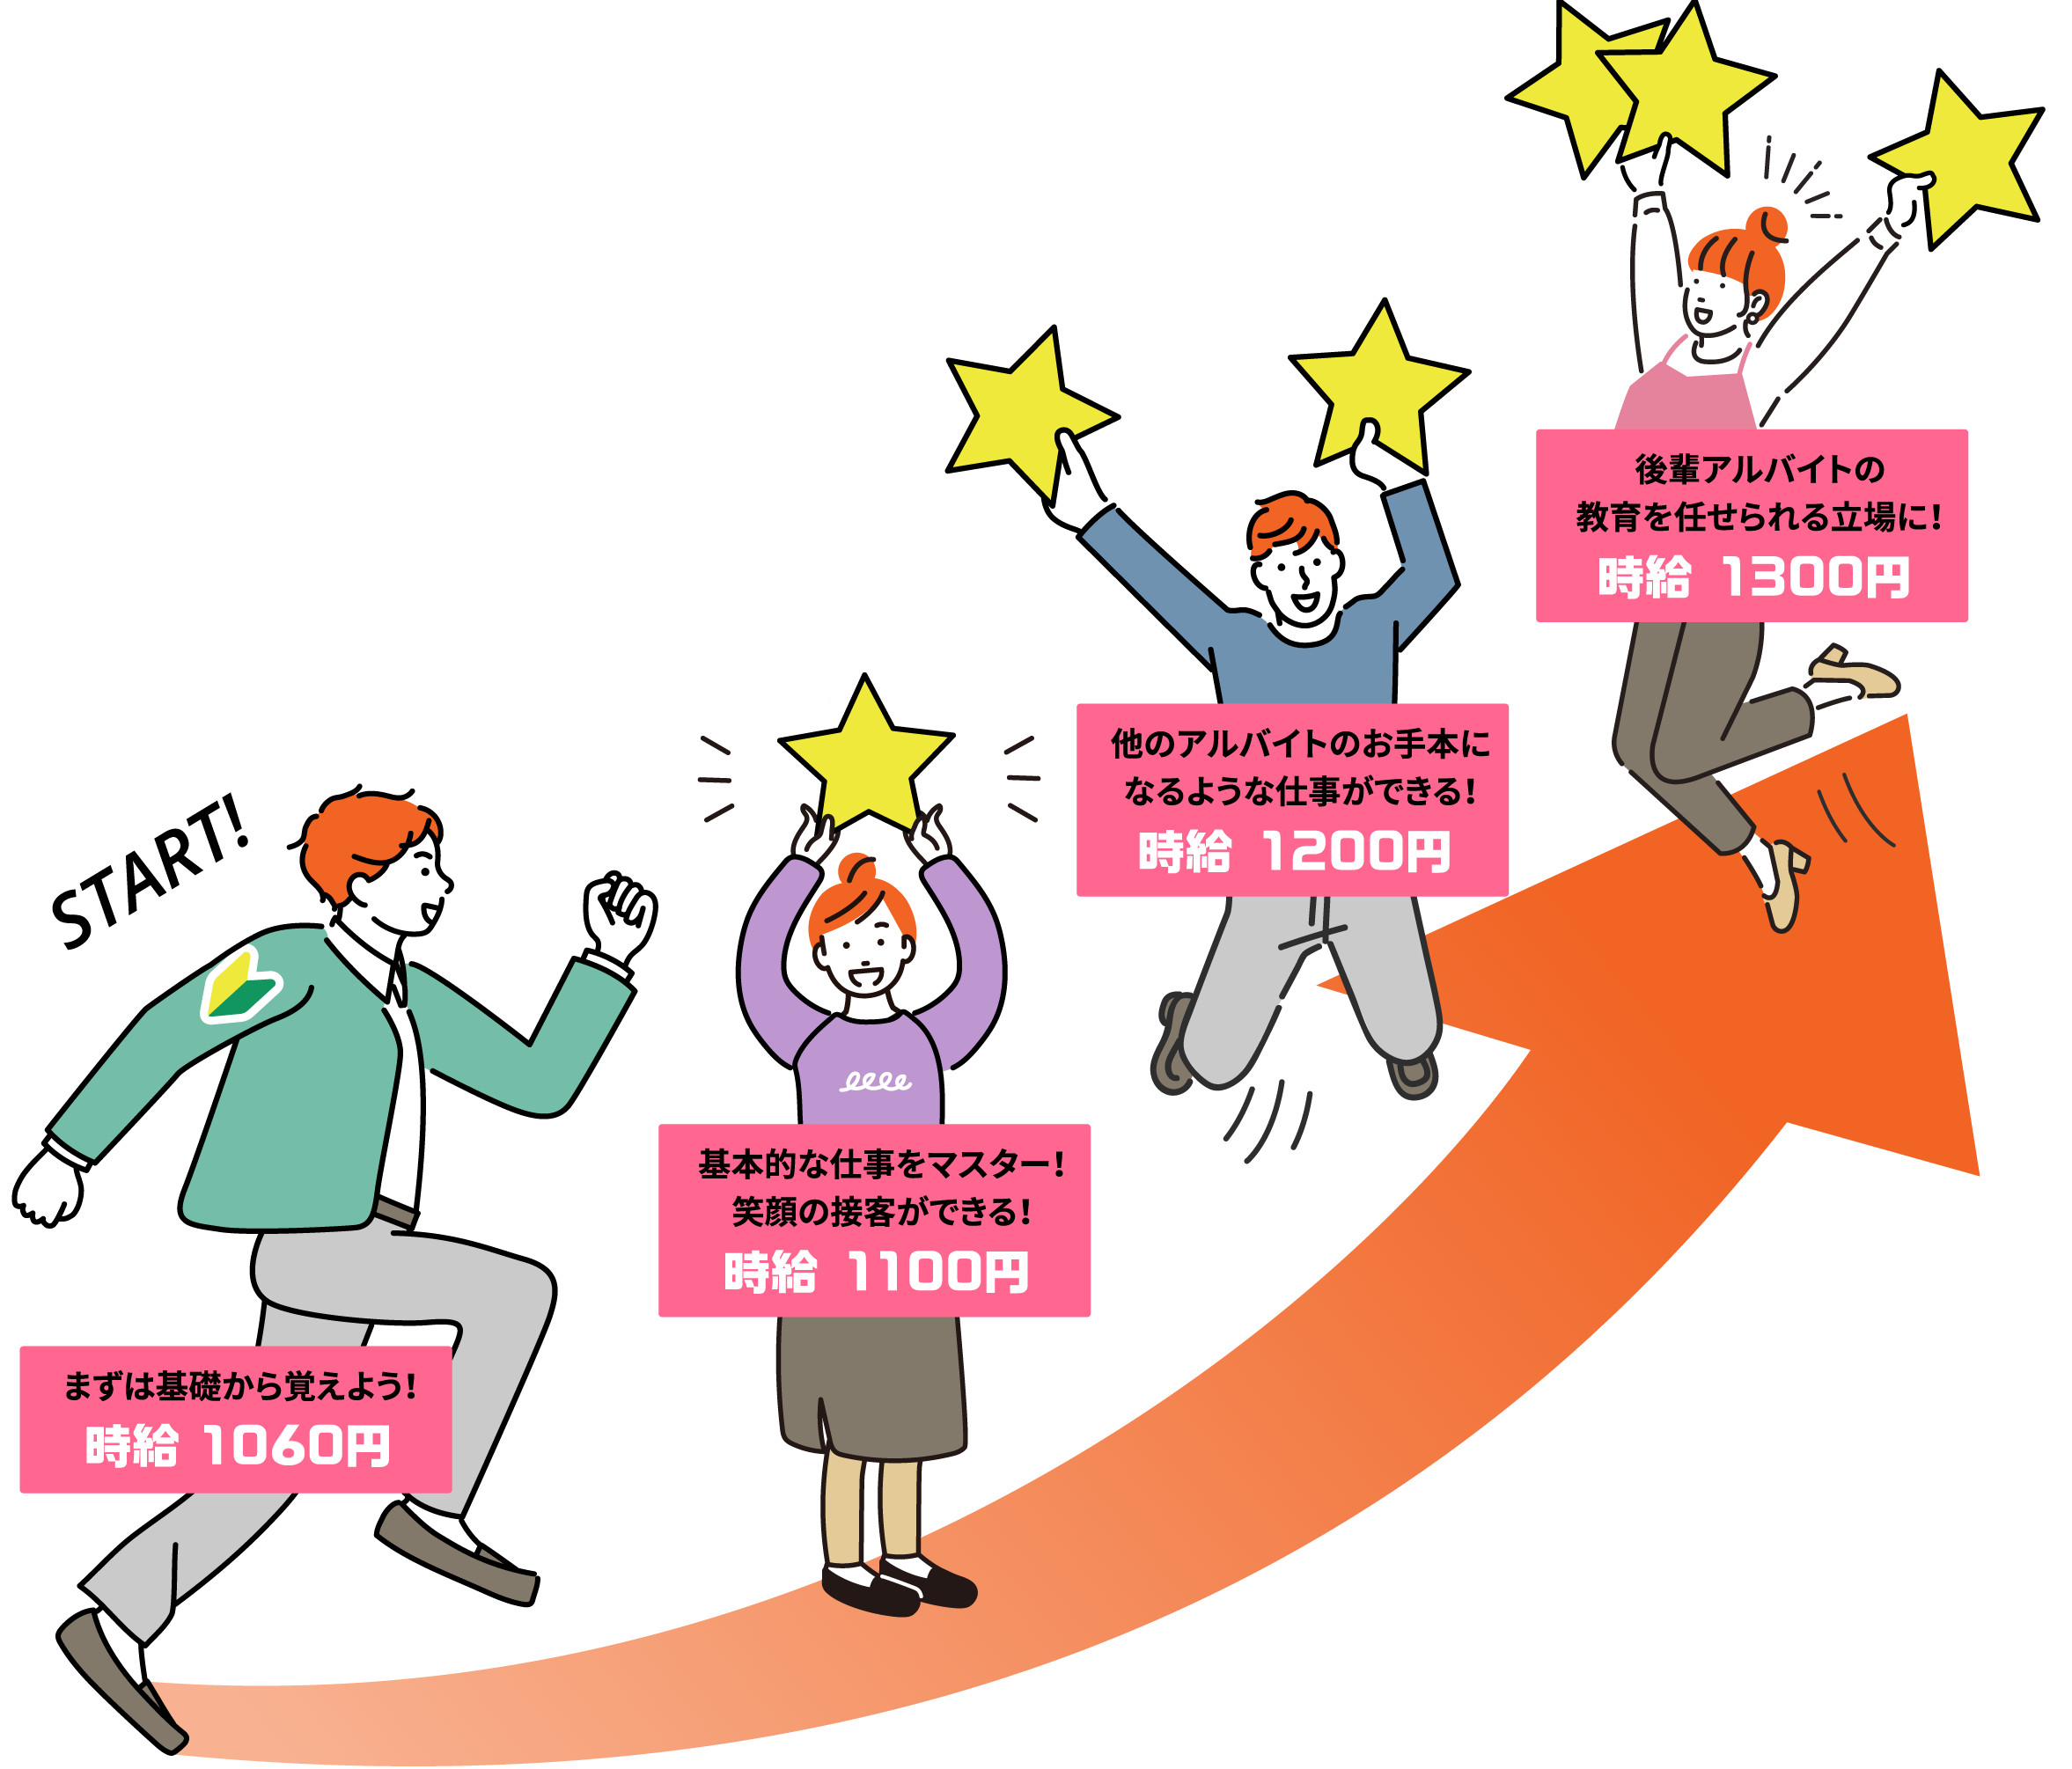 START!
まずは基礎から覚えよう!
時給 1060円
基本的な仕事をマスター!
笑顔の接客ができる!
時給 1100円
他のアルバイトのお手本に
なるような仕事ができる!
時給 1200円
後輩アルバイトの
教育を任せられる立場に!
時給 1300円